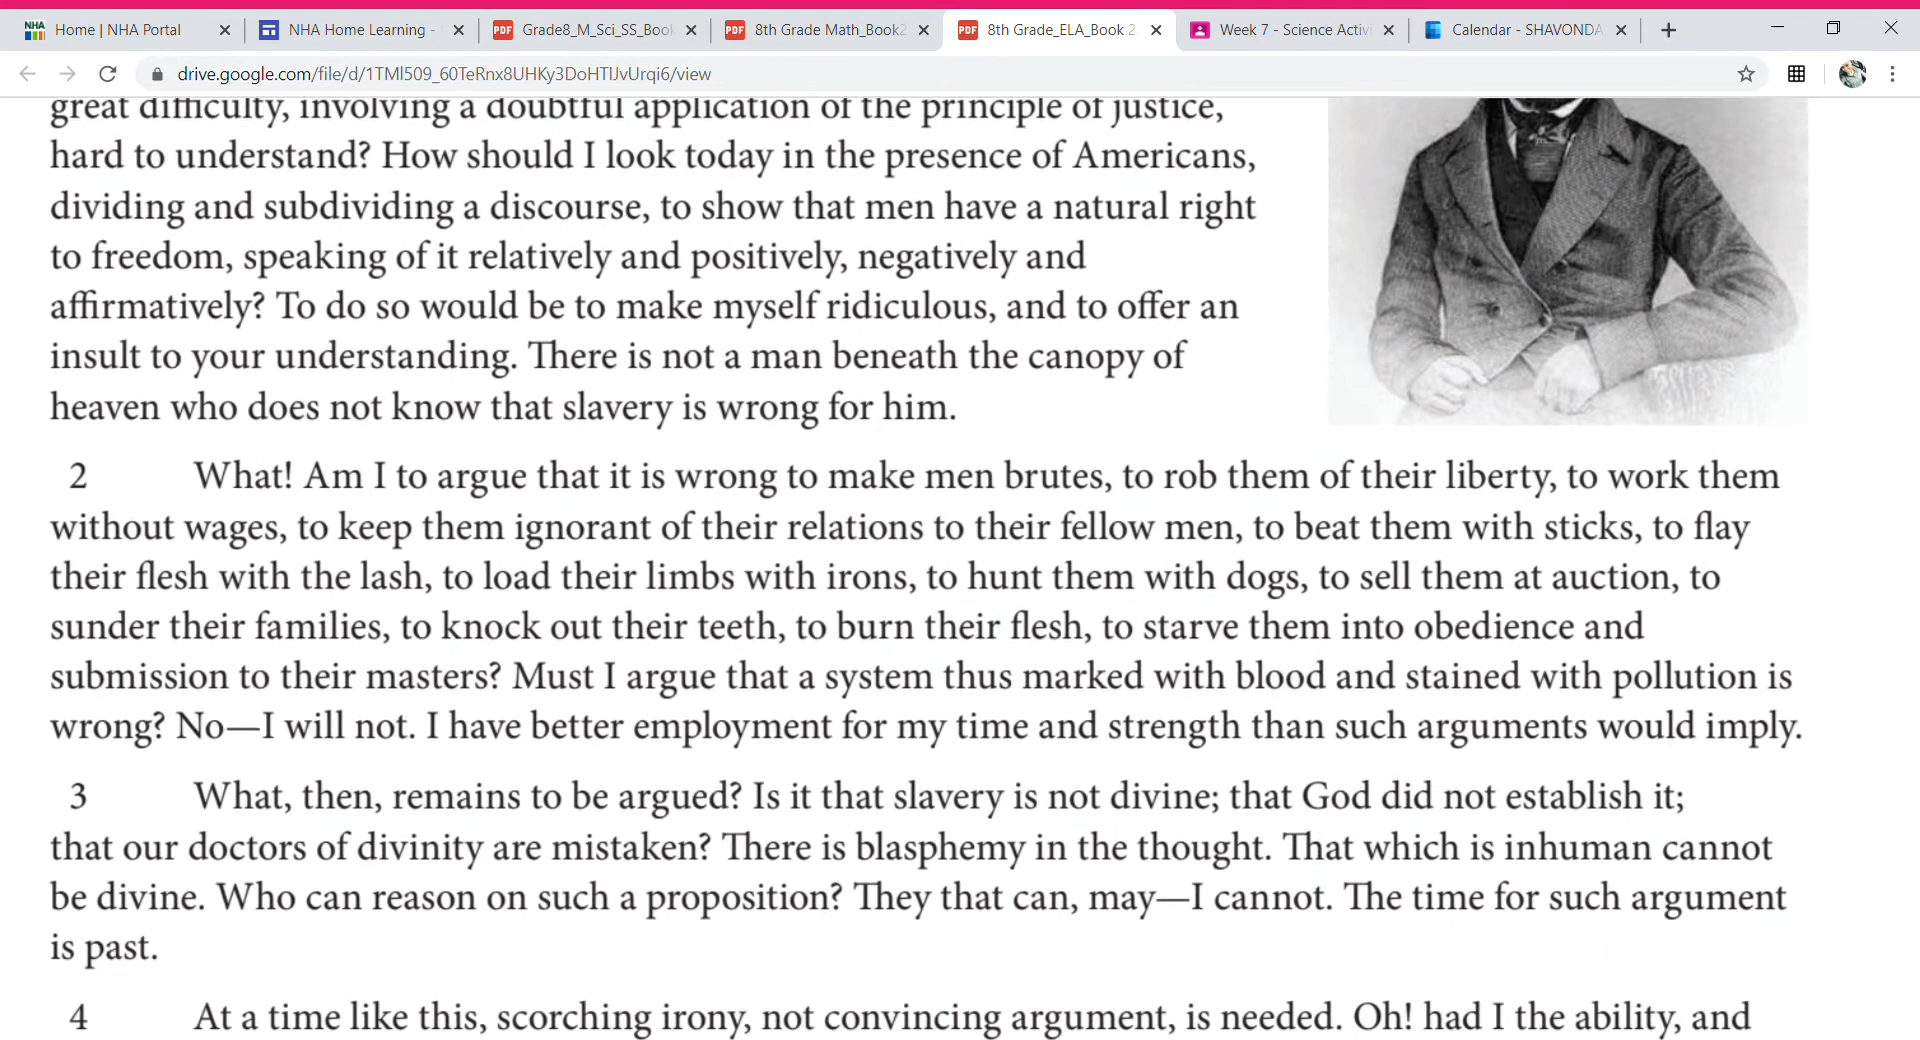 Home | NHA Portal
NHA Home Learning -
PDF Grade8_M_Sci_SS_Book
PDF 8th Grade Math_Book2
PDF 8th Grade_ELA_Book 2.
Week 7 - Science Activi
Calendar - SHAVONDA
drive.google.com/file/d/1TMl509_60TeRnx8UHKy3DoHTIJvUrqi6/view
great difficulty, involving a doubtful application of the principle of justice,
hard to understand? How should I look today in the presence of Americans,
dividing and subdividing a discourse, to show that men have a natural right
to freedom, speaking of it relatively and positively, negatively and
affirmatively? To do so would be to make myself ridiculous, and to offer an
insult to your understanding. There is not a man beneath the canopy of
heaven who does not know that slavery is wrong for him.
2 What! Am I to argue that it is wrong to make men brutes, to rob them of their liberty, to work them
without wages, to keep them ignorant of their relations to their fellow men, to beat them with sticks, to flay
their flesh with the lash, to load their limbs with irons, to hunt them with dogs, to sell them at auction, to
sunder their families, to knock out their teeth, to burn their flesh, to starve them into obedience and
submission to their masters? Must I argue that a system thus marked with blood and stained with pollution is
wrong? No—I will not. I have better employment for my time and strength than such arguments would imply.
3 What, then, remains to be argued? Is it that slavery is not divine; that God did not establish it;
that our doctors of divinity are mistaken? There is blasphemy in the thought. That which is inhuman cannot
be divine. Who can reason on such a proposition? They that can, may—I cannot. The time for such argument
is past.
4 At a time like this, scorching irony, not convincing argument, is needed. Oh! had I the ability, and